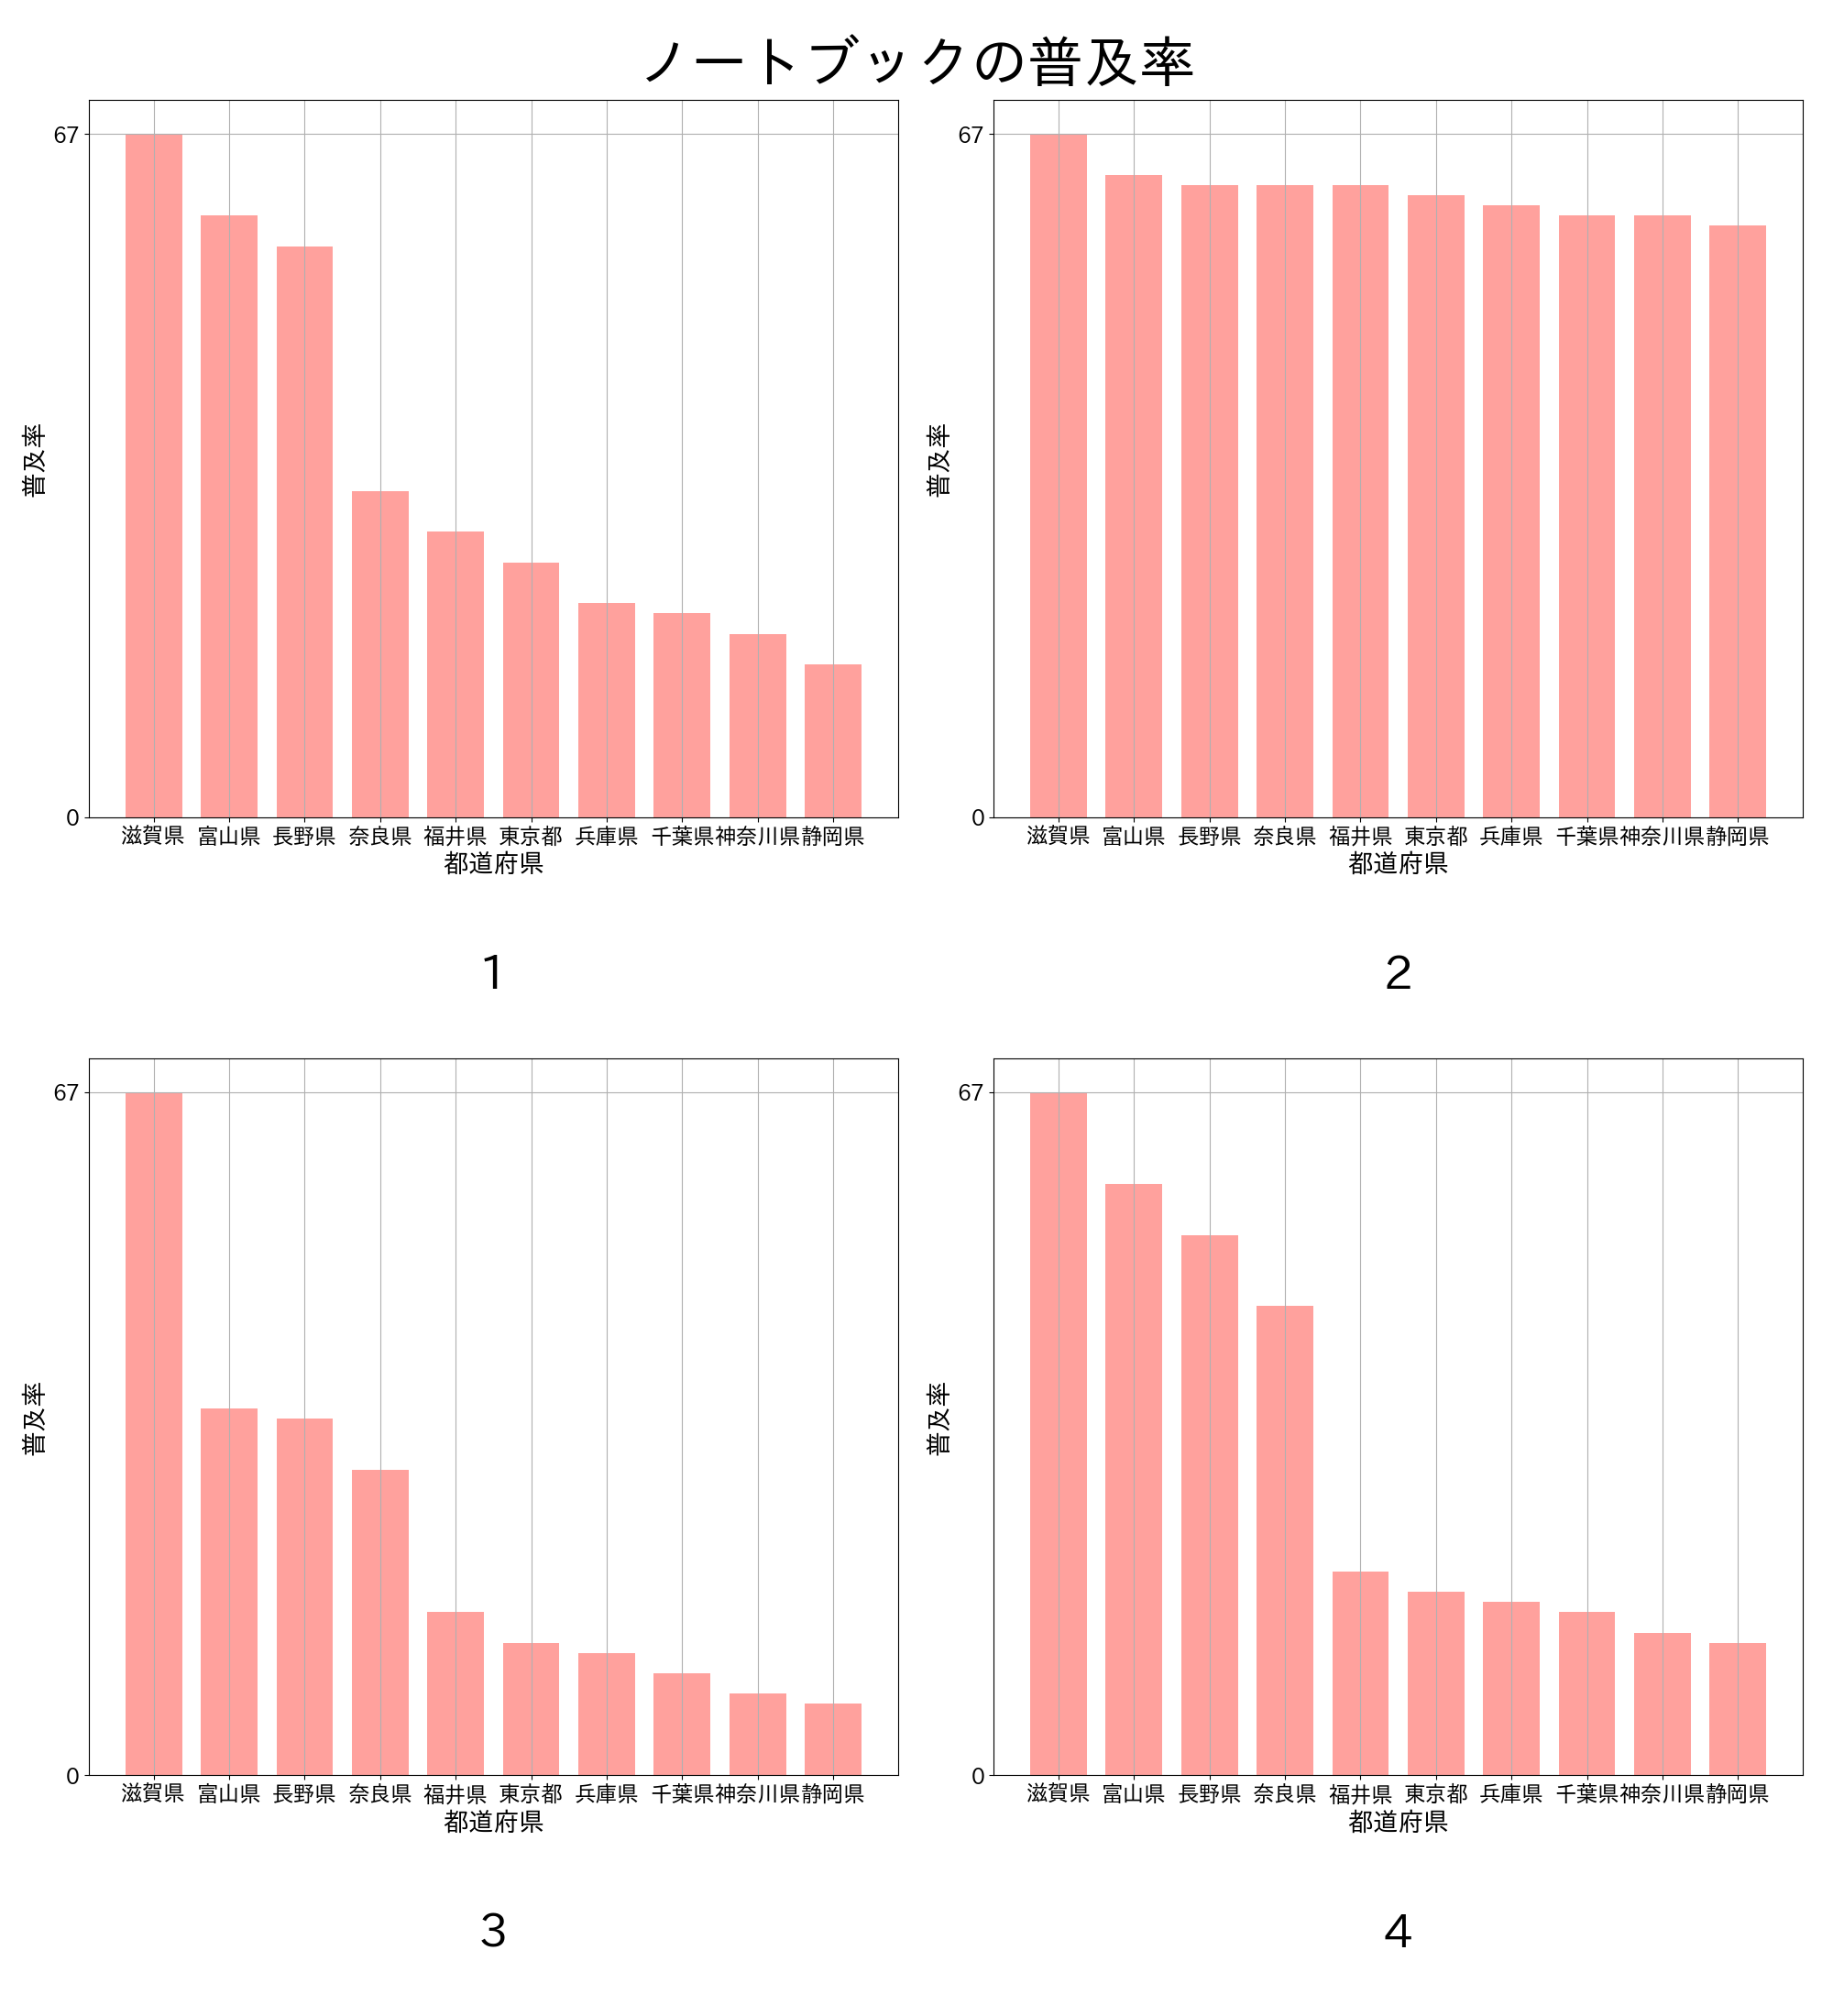 ノートブックの普及率
67
0
普及率
滋賀県 富山県 長野県 奈良県 福井県 東京都 兵庫県 千葉県 神奈川県 静岡県
都道府県
1
67
0
普及率
滋賀県 富山県 長野県 奈良県 福井県 東京都 兵庫県 千葉県 神奈川県 静岡県
都道府県
2
67
0
普及率
滋賀県 富山県 長野県 奈良県 福井県 東京都 兵庫県 千葉県 神奈川県 静岡県
都道府県
3
67
0
普及率
滋賀県 富山県 長野県 奈良県 福井県 東京都 兵庫県 千葉県 神奈川県 静岡県
都道府県
4